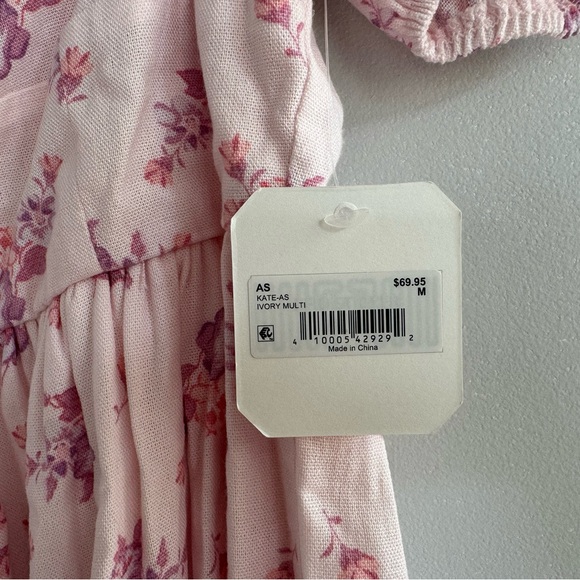 AS $69.95
KATE-AS M
IVORY MULTI
4 10005 42929 2
Made in China